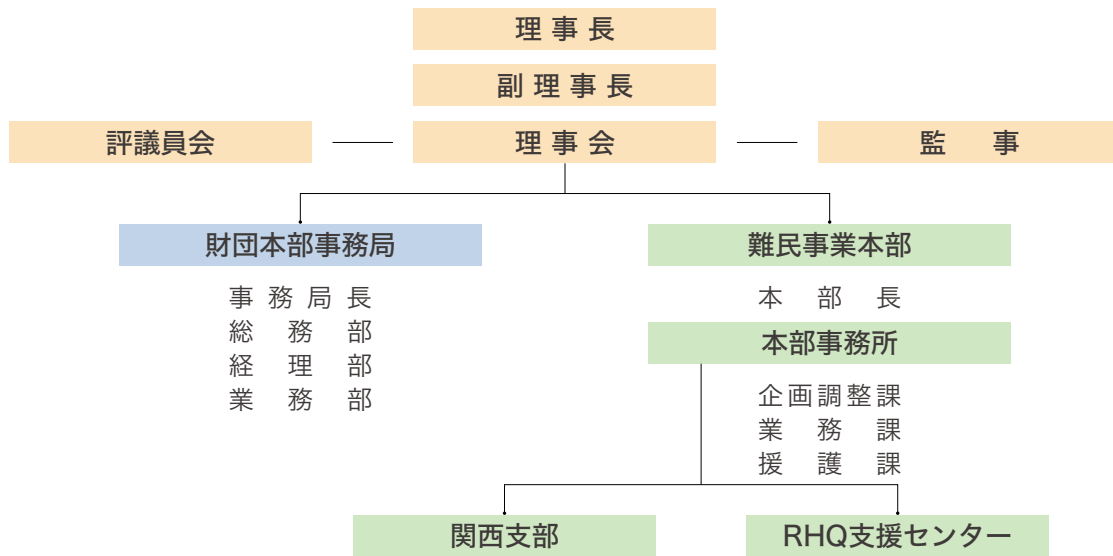 理事長
副理事長
評議員会
理事会
監事
財団本部事務局
難民事業本部
事務局長
総務部
経理部
業務部
本部長
本部事務所
企画調整課
業務課
援護課
関西支部
RHQ支援センター